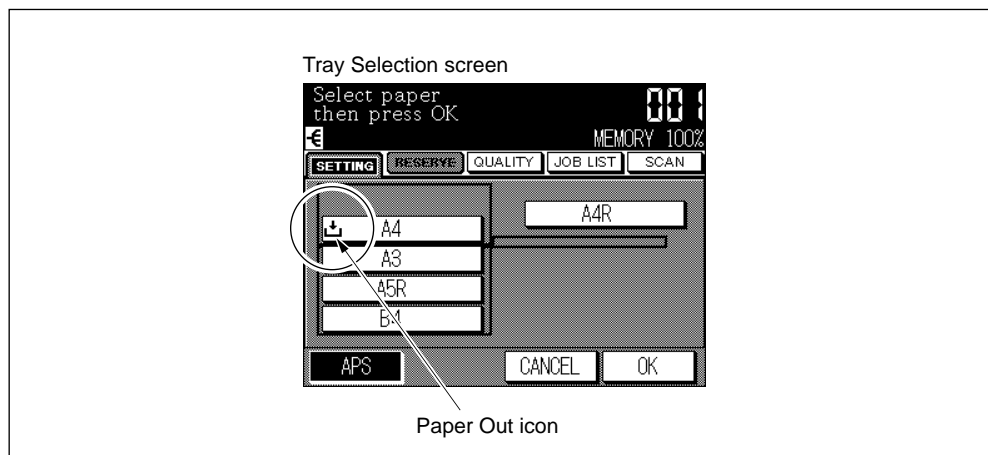 Tray Selection screen
Select paper
then press OK
001
MEMORY 100%
SETTING RESERVE QUALITY JOB LIST SCAN
A4R
A4
A3
A5R
B4
APS CANCEL OK
Paper Out icon